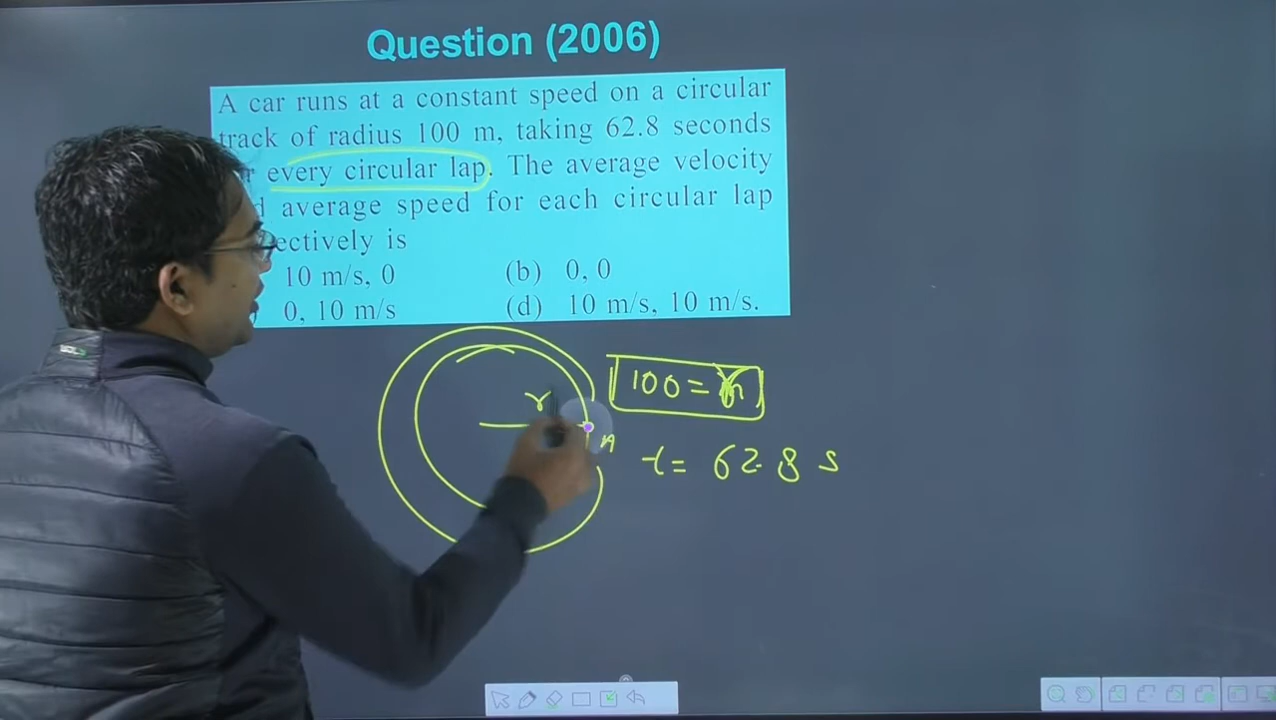 Question (2006)
A car runs at a constant speed on a circular
track of radius 100 m, taking 62.8 seconds
every circular lap. The average velocity
average speed for each circular lap
ectively is
10 m/s, 0 (b) 0, 0
0, 10 m/s (d) 10 m/s, 10 m/s.
r
100 =
A
t = 62.8 s